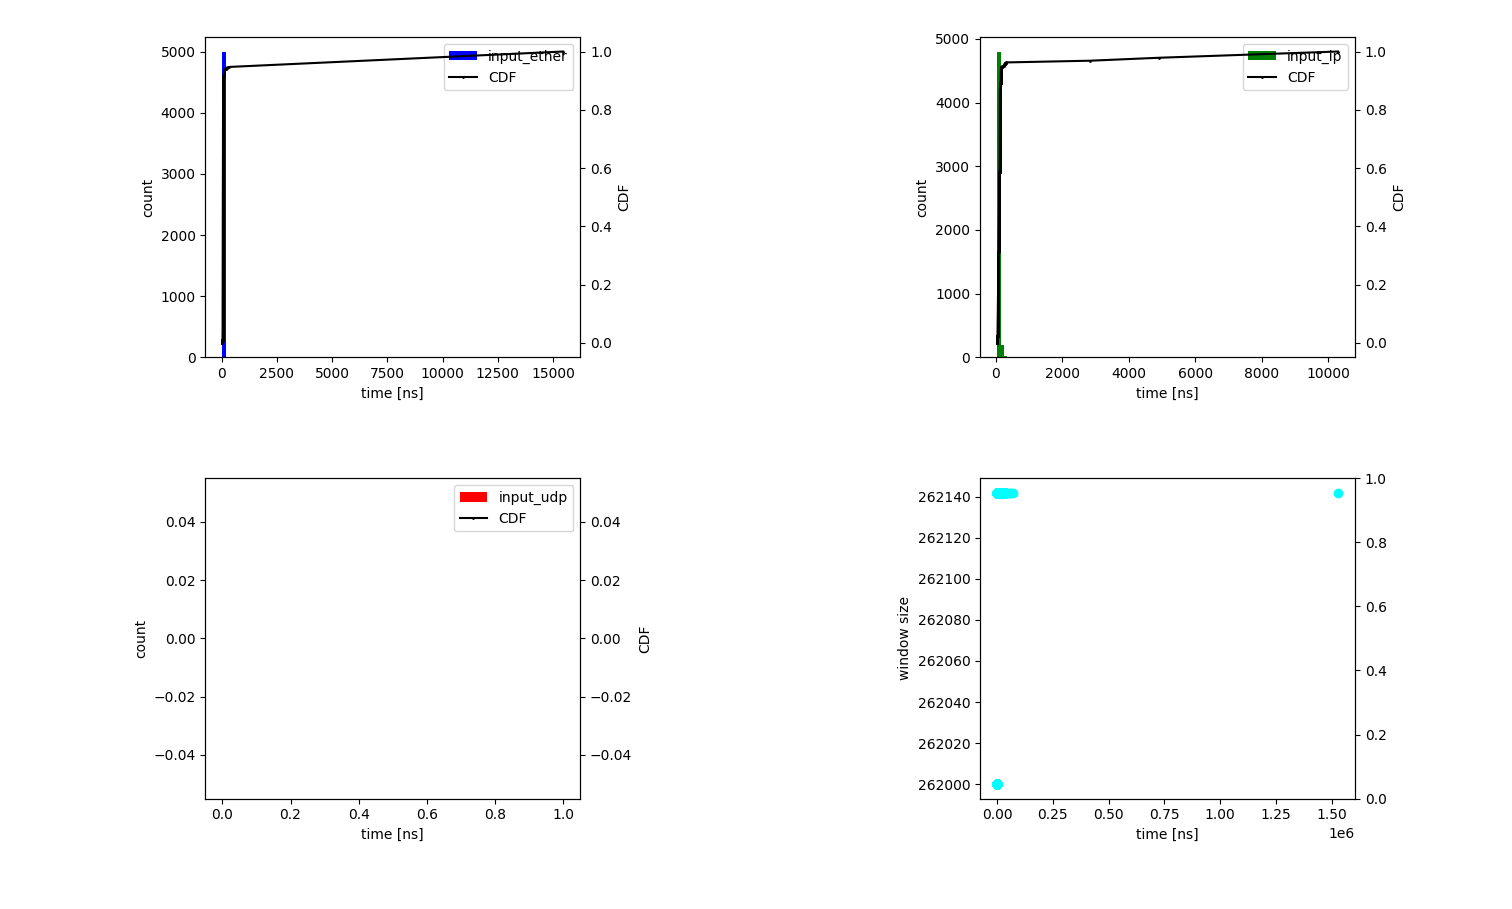 input_ether
CDF
5000
4000
3000
2000
1000
0
count
1.0
0.8
0.6
0.4
0.2
0.0
CDF
0 2500 5000 7500 10000 12500 15000
time [ns]
input_ip
CDF
5000
4000
3000
2000
1000
0
count
1.0
0.8
0.6
0.4
0.2
0.0
CDF
0 2000 4000 6000 8000 10000
time [ns]
input_udp
CDF
0.04
0.02
0.00
−0.02
−0.04
count
0.04
0.02
0.00
−0.02
−0.04
CDF
0.0 0.2 0.4 0.6 0.8 1.0
time [ns]
262140
262120
262100
262080
262060
262040
262020
262000
window size
1.0
0.8
0.6
0.4
0.2
0.0
0.00 0.25 0.50 0.75 1.00 1.25 1.50
1e6
time [ns]